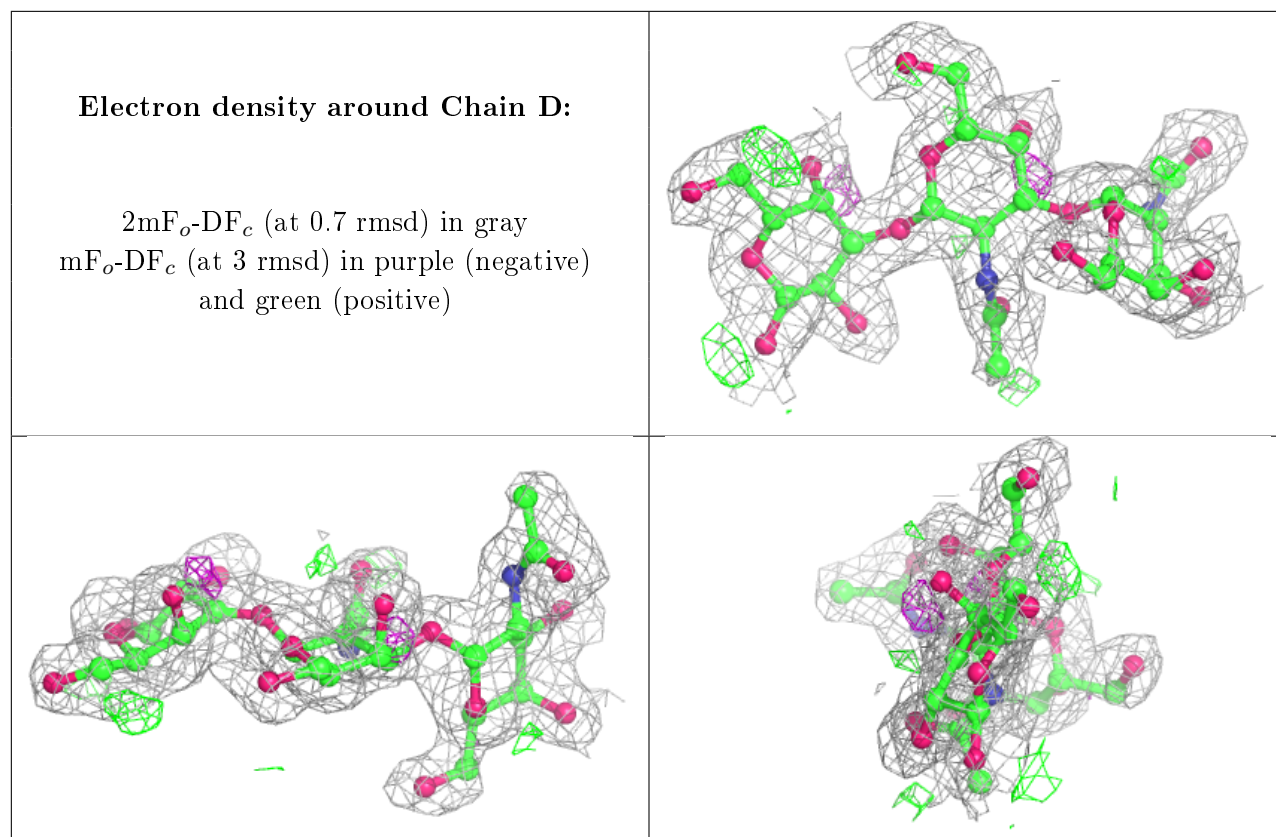 Electron density around Chain D:
2mFₒ-DF𝒸 (at 0.7 rmsd) in gray
mFₒ-DF𝒸 (at 3 rmsd) in purple (negative)
and green (positive)